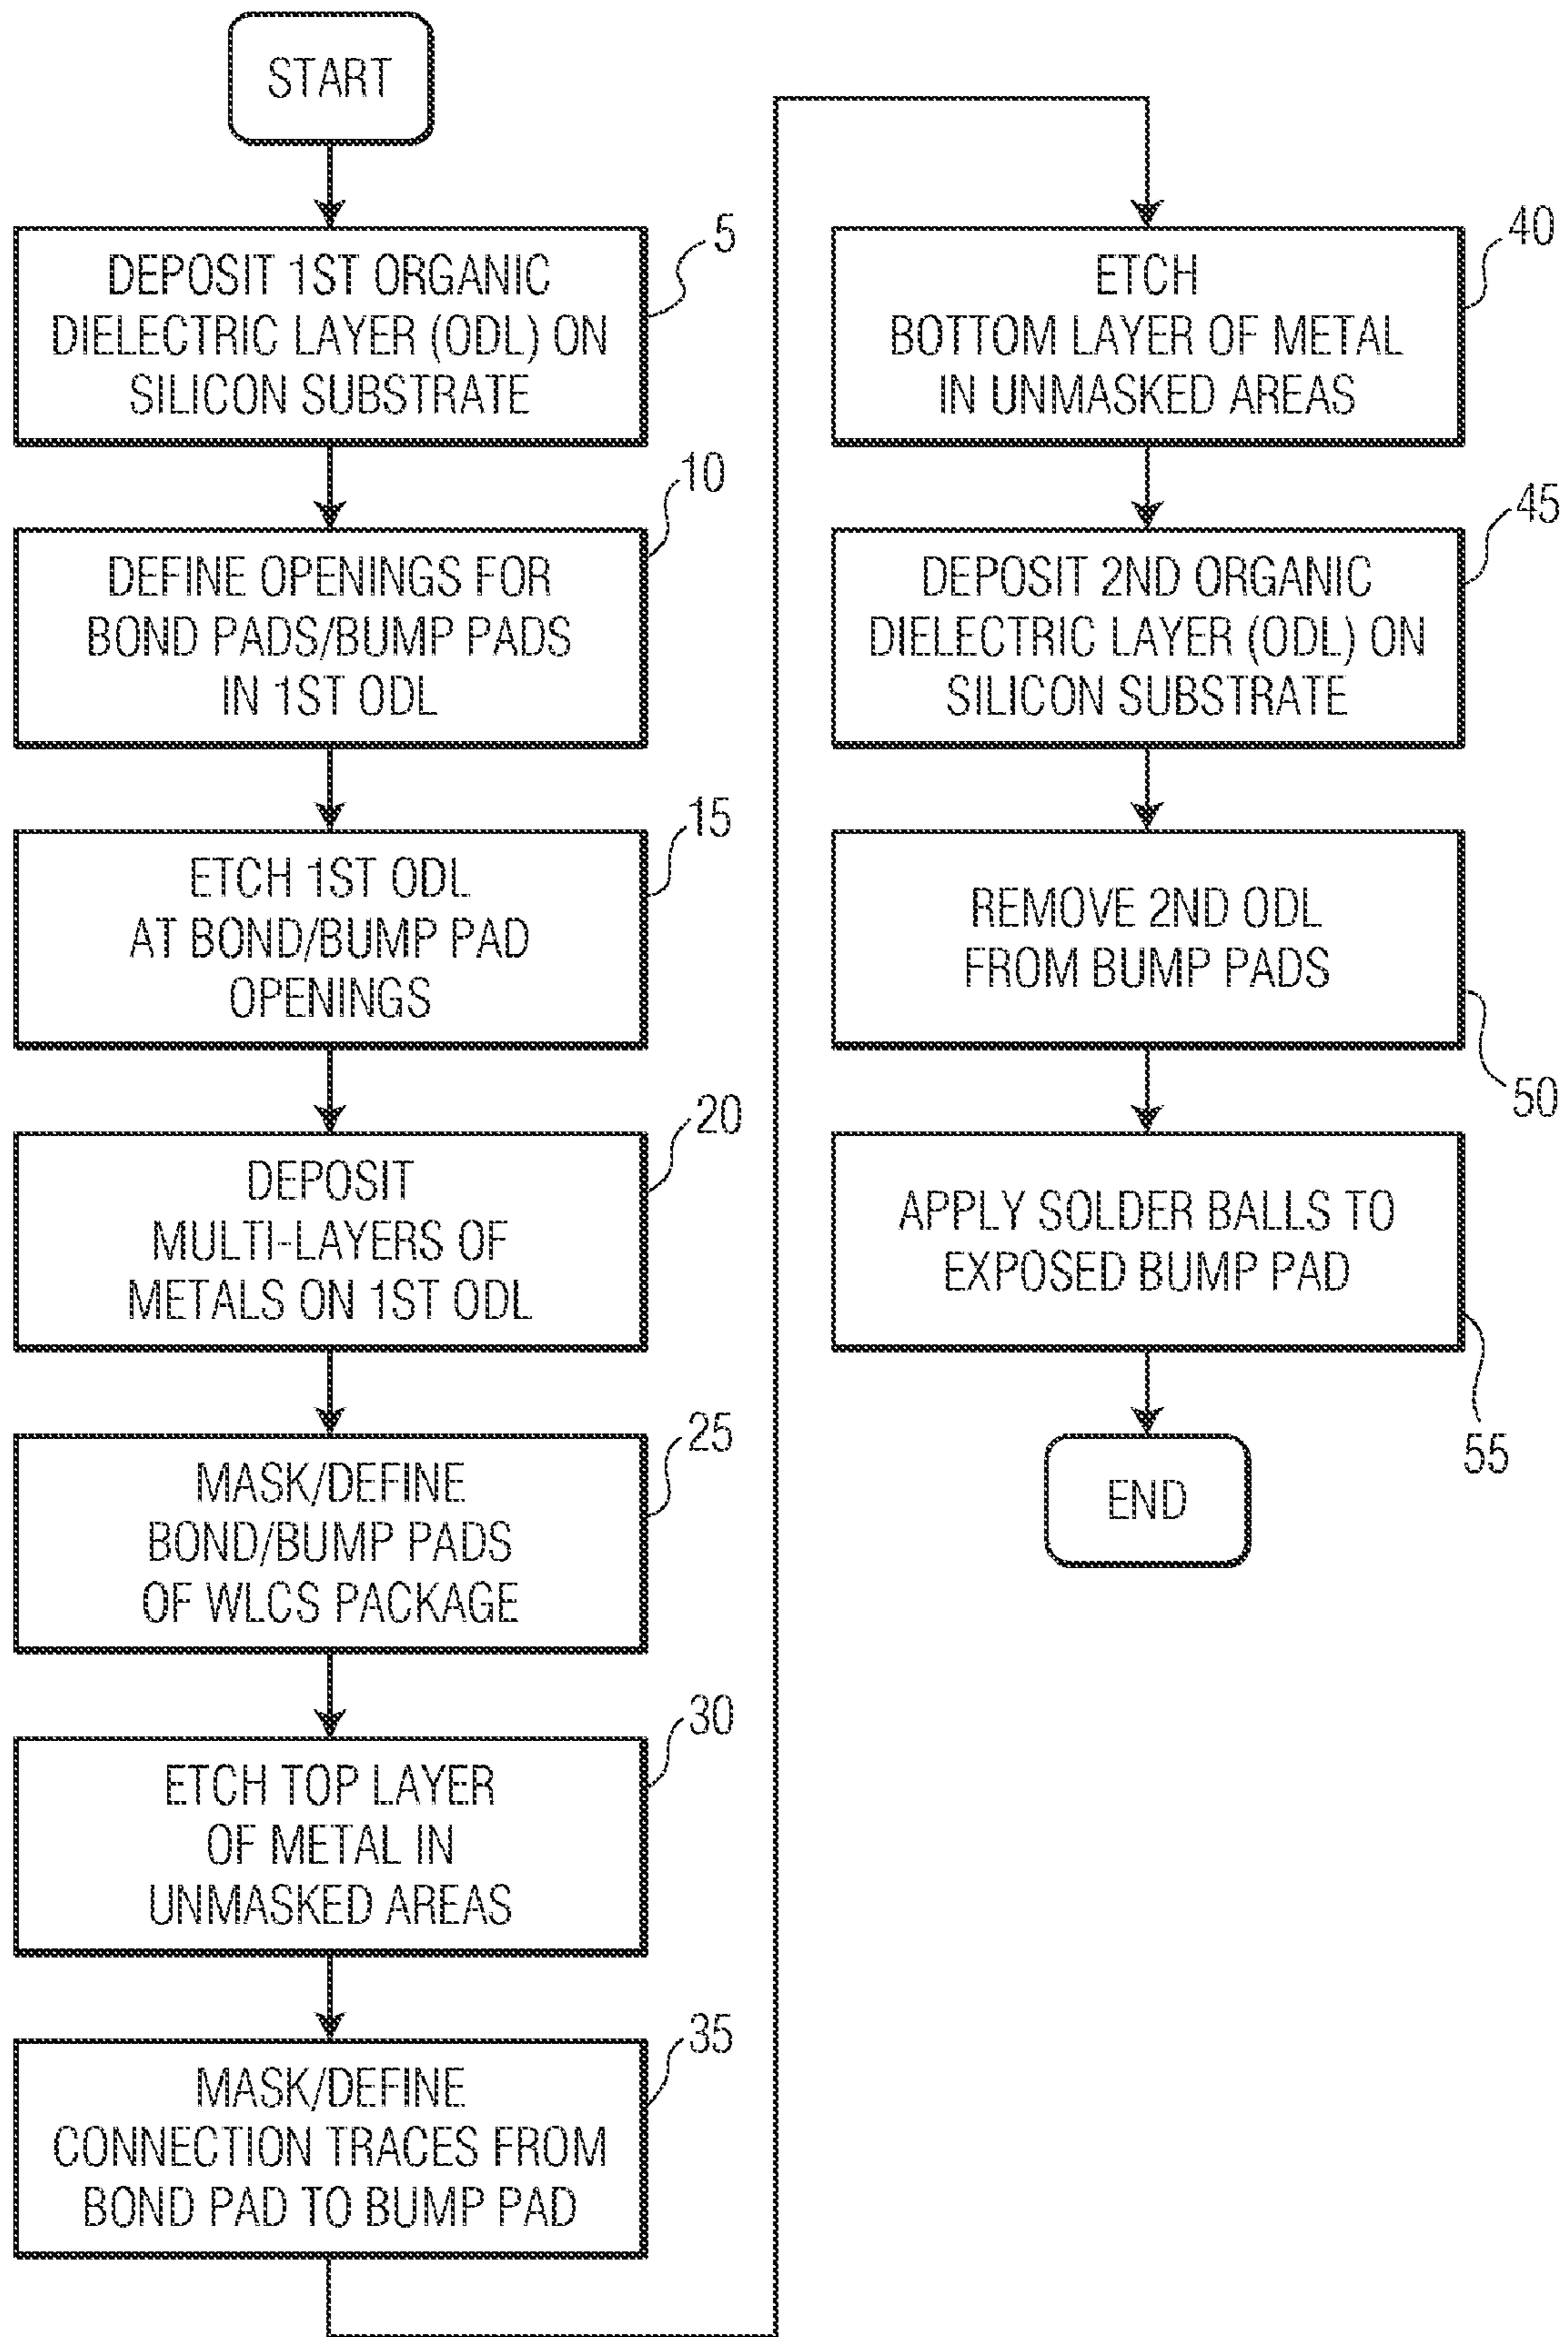 START
DEPOSIT 1ST ORGANIC
DIELECTRIC LAYER (ODL) ON
SILICON SUBSTRATE
5
DEFINE OPENINGS FOR
BOND PADS/BUMP PADS
IN 1ST ODL
10
ETCH 1ST ODL
AT BOND/BUMP PAD
OPENINGS
15
DEPOSIT
MULTI-LAYERS OF
METALS ON 1ST ODL
20
MASK/DEFINE
BOND/BUMP PADS
OF WLCS PACKAGE
25
ETCH TOP LAYER
OF METAL IN
UNMASKED AREAS
30
MASK/DEFINE
CONNECTION TRACES FROM
BOND PAD TO BUMP PAD
35
ETCH
BOTTOM LAYER OF METAL
IN UNMASKED AREAS
40
DEPOSIT 2ND ORGANIC
DIELECTRIC LAYER (ODL) ON
SILICON SUBSTRATE
45
REMOVE 2ND ODL
FROM BUMP PADS
50
APPLY SOLDER BALLS TO
EXPOSED BUMP PAD
55
END